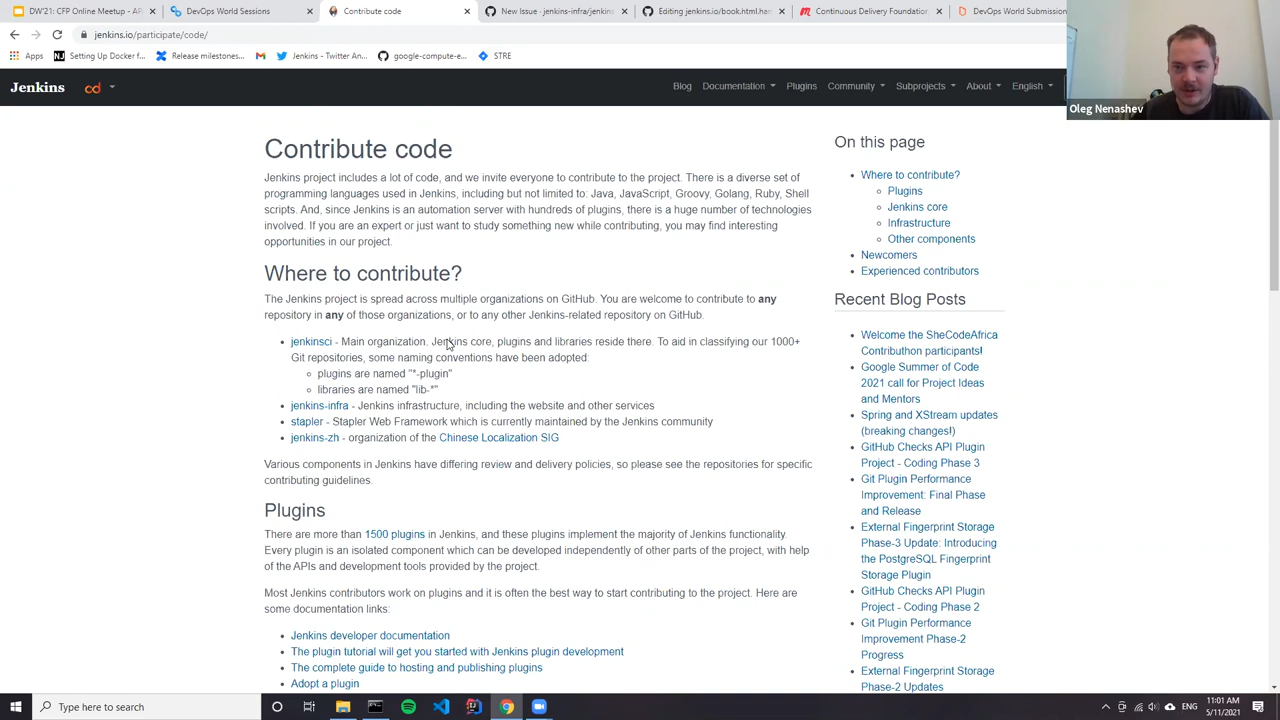 DW'21: CFP Online Meetup - AP
DevOps World Sessions
Contribute code
New Issue · jenkins-infra/jenkins
Editing jenkins.io/book.html.ham
Continuous Delivery Foundation
DevOps World Submission
jenkins.io/participate/code/
Apps
Setting Up Docker f...
Release milestones...
Jenkins - Twitter An...
google-compute-e...
STRE
Jenkins
Blog
Documentation
Plugins
Community
Subprojects
About
English
Oleg Nenashev
Contribute code
Jenkins project includes a lot of code, and we invite everyone to contribute to the project. There is a diverse set of
programming languages used in Jenkins, including but not limited to: Java, JavaScript, Groovy, Golang, Ruby, Shell
scripts. And, since Jenkins is an automation server with hundreds of plugins, there is a huge number of technologies
involved. If you are an expert or just want to study something new while contributing, you may find interesting
opportunities in our project.
Where to contribute?
The Jenkins project is spread across multiple organizations on GitHub. You are welcome to contribute to any
repository in any of those organizations, or to any other Jenkins-related repository on GitHub.
jenkinsci - Main organization. Jenkins core, plugins and libraries reside there. To aid in classifying our 1000+
Git repositories, some naming conventions have been adopted:
plugins are named "*-plugin"
libraries are named "lib-*"
jenkins-infra - Jenkins infrastructure, including the website and other services
stapler - Stapler Web Framework which is currently maintained by the Jenkins community
jenkins-zh - organization of the Chinese Localization SIG
Various components in Jenkins have differing review and delivery policies, so please see the repositories for specific
contributing guidelines.
Plugins
There are more than 1500 plugins in Jenkins, and these plugins implement the majority of Jenkins functionality.
Every plugin is an isolated component which can be developed independently of other parts of the project, with help
of the APIs and development tools provided by the project.
Most Jenkins contributors work on plugins and it is often the best way to start contributing to the project. Here are
some documentation links:
Jenkins developer documentation
The plugin tutorial will get you started with Jenkins plugin development
The complete guide to hosting and publishing plugins
Adopt a plugin
On this page
Where to contribute?
Plugins
Jenkins core
Infrastructure
Other components
Newcomers
Experienced contributors
Recent Blog Posts
Welcome the SheCodeAfrica
Contributhon participants!
Google Summer of Code
2021 call for Project Ideas
and Mentors
Spring and XStream updates
(breaking changes!)
GitHub Checks API Plugin
Project - Coding Phase 3
Git Plugin Performance
Improvement: Final Phase
and Release
External Fingerprint Storage
Phase-3 Update: Introducing
the PostgreSQL Fingerprint
Storage Plugin
GitHub Checks API Plugin
Project - Coding Phase 2
Git Plugin Performance
Improvement Phase-2
Progress
External Fingerprint Storage
Phase-2 Updates
Type here to search
11:01 AM
5/11/2021